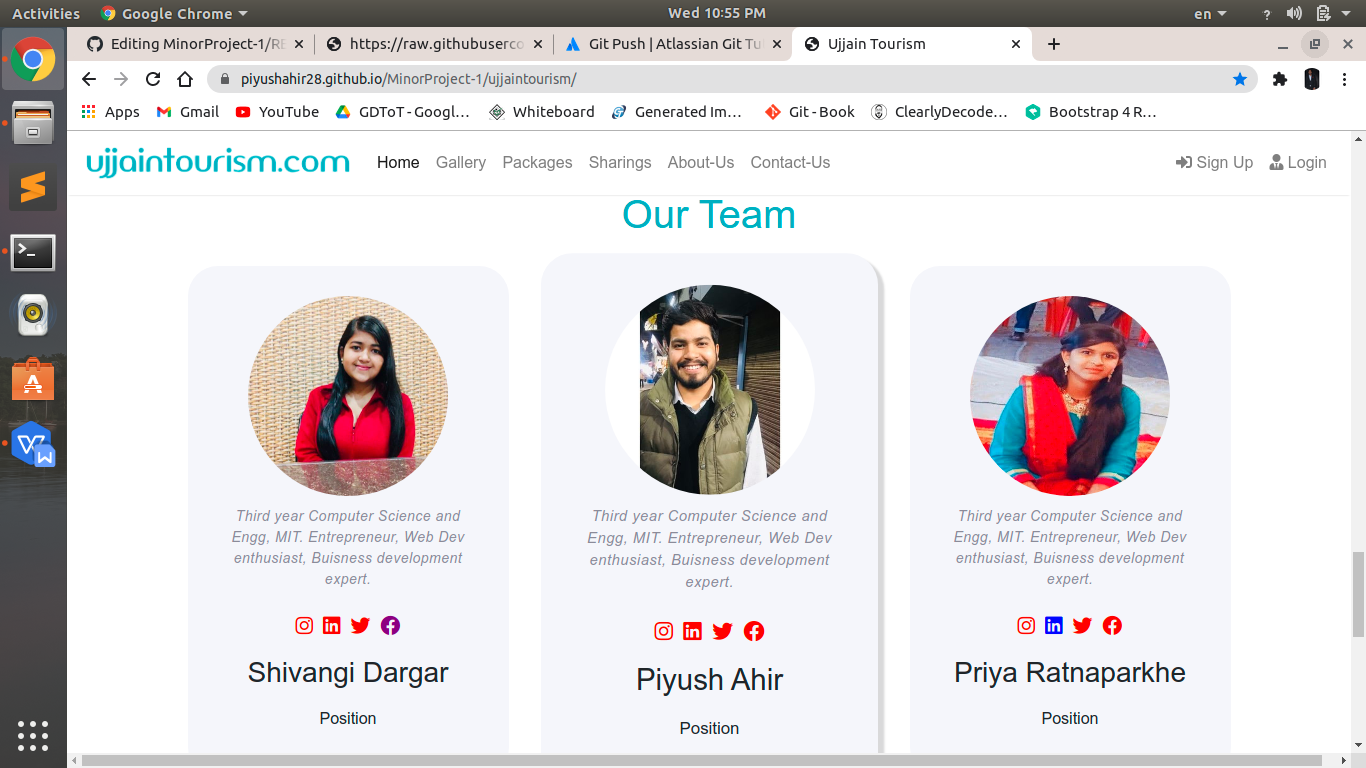 Activities Google Chrome Wed 10:55 PM en ?
Editing MinorProject-1/RE https://raw.githubuserco Git Push | Atlassian Git Tu Ujjain Tourism
piyushahir28.github.io/MinorProject-1/ujjaintourism/
Apps Gmail YouTube GDToT - Googl… Whiteboard Generated Im… Git - Book ClearlyDecode… Bootstrap 4 R…
ujjaintourism.com Home Gallery Packages Sharings About-Us Contact-Us Sign Up Login
Our Team
Third year Computer Science and
Engg, MIT. Entrepreneur, Web Dev
enthusiast, Buisness development
expert.
Shivangi Dargar
Position
Third year Computer Science and
Engg, MIT. Entrepreneur, Web Dev
enthusiast, Buisness development
expert.
Piyush Ahir
Position
Third year Computer Science and
Engg, MIT. Entrepreneur, Web Dev
enthusiast, Buisness development
expert.
Priya Ratnaparkhe
Position